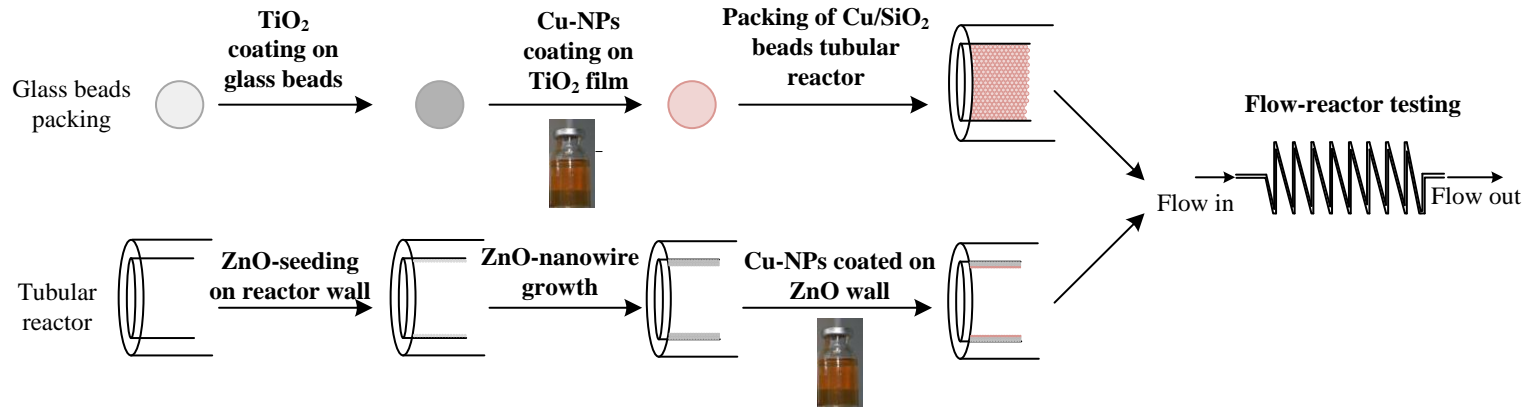 Glass beads
packing
TiO₂
coating on
glass beads
Cu-NPs
coating on
TiO₂ film
Packing of Cu/SiO₂
beads tubular
reactor
Flow-reactor testing
Flow in
Flow out
Tubular
reactor
ZnO-seeding
on reactor wall
ZnO-nanowire
growth
Cu-NPs coated on
ZnO wall